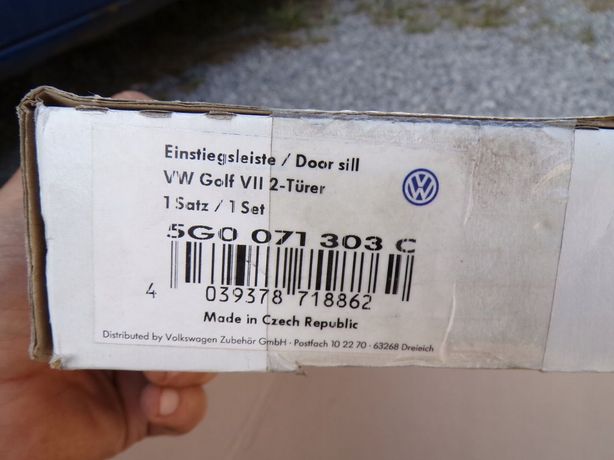 Einstiegsleiste / Door sill
VW Golf VII 2-Türer
1 Satz / 1 Set
5G0 071 303 C
4 039378 718862
Made in Czech Republic
Distributed by Volkswagen Zubehör GmbH · Postfach 10 22 70 · 63268 Dreieich